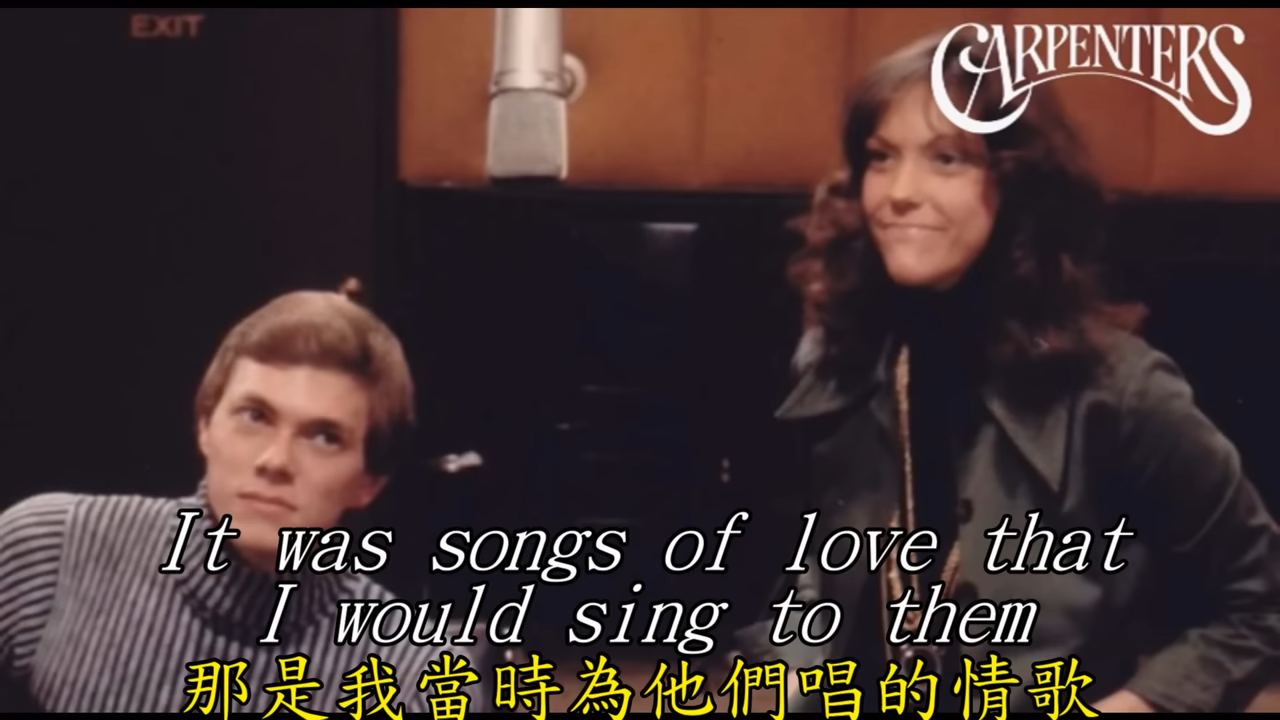 EXIT
CARPENTERS
It was songs of love that
I would sing to them
那是我當時為他們唱的情歌